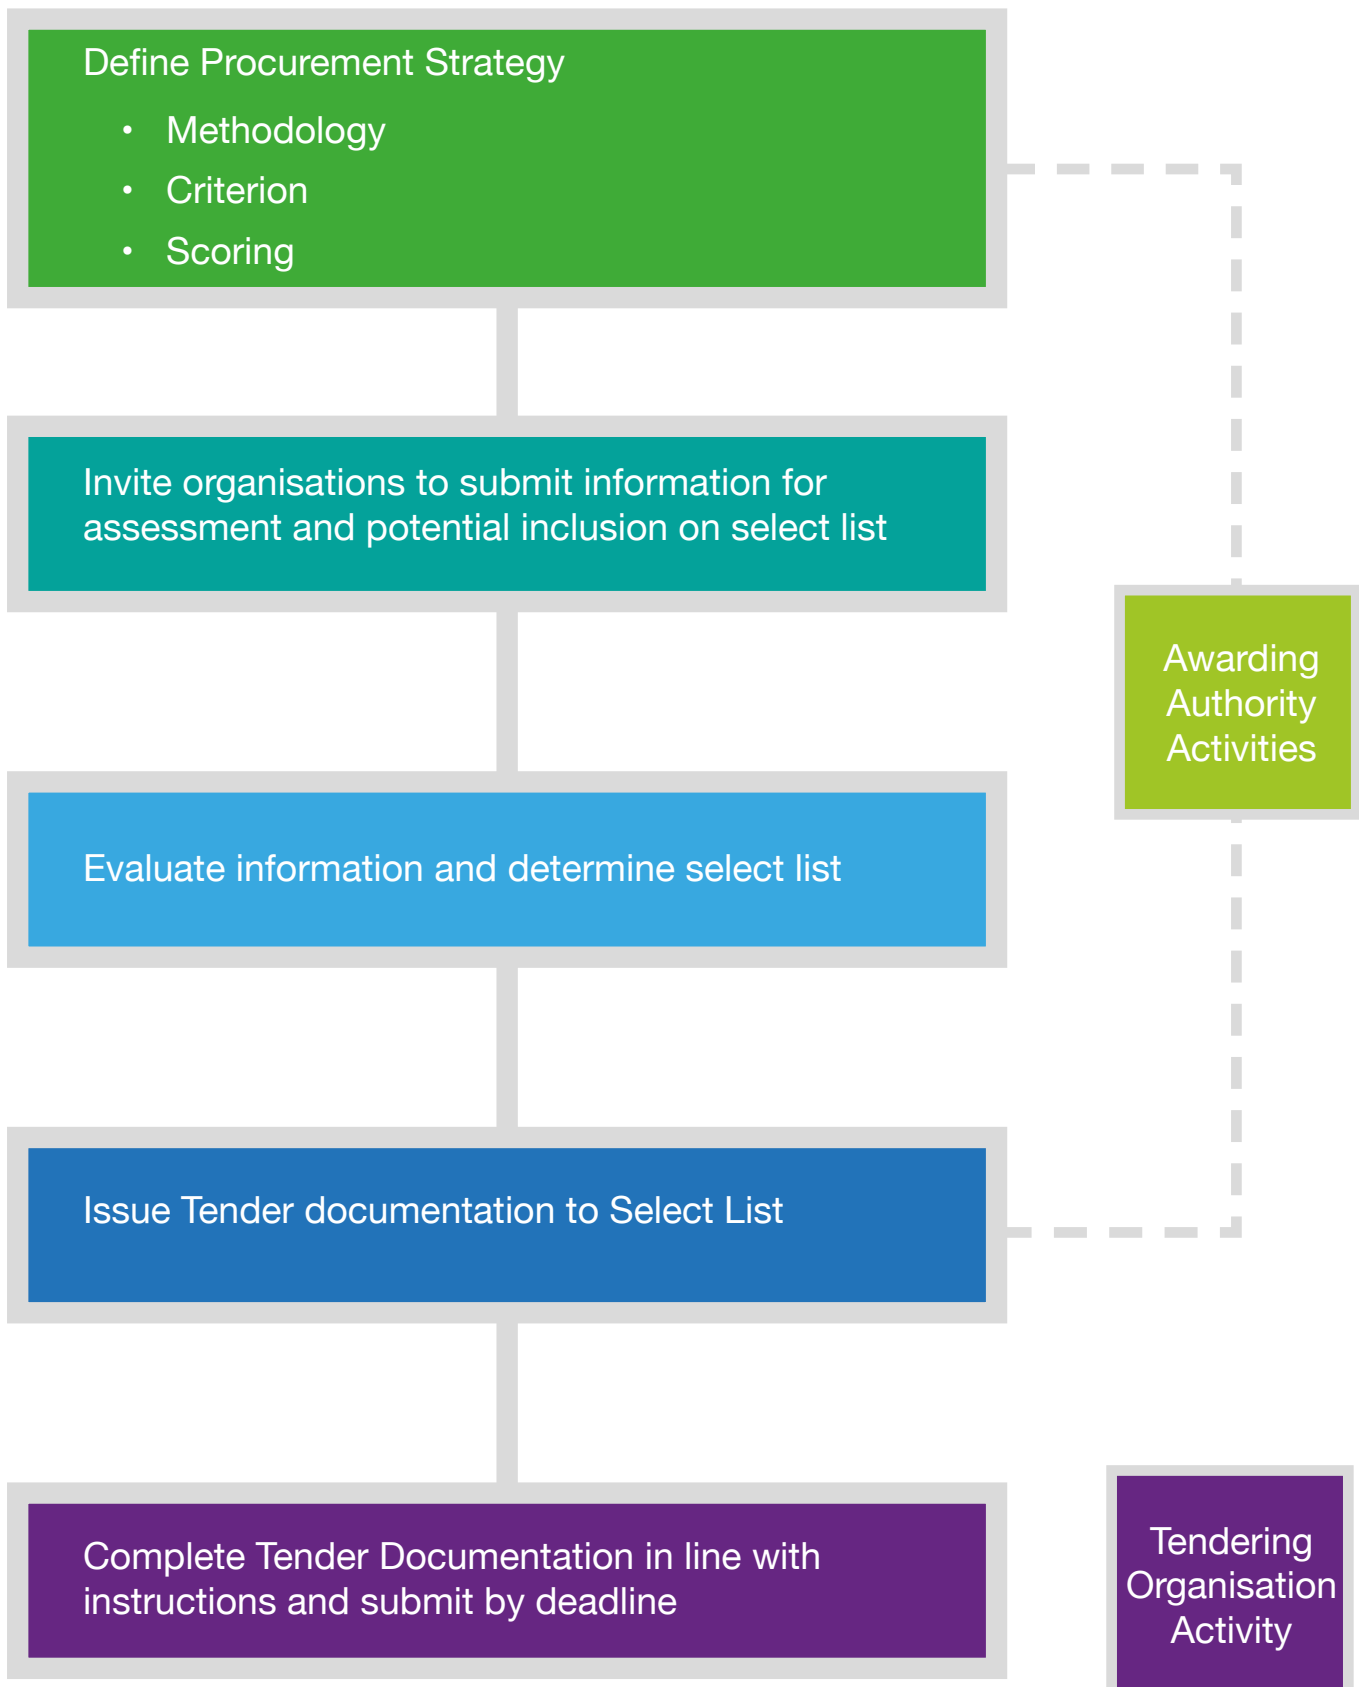 Define Procurement Strategy
• Methodology
• Criterion
• Scoring
Invite organisations to submit information for
assessment and potential inclusion on select list
Awarding
Authority
Activities
Evaluate information and determine select list
Issue Tender documentation to Select List
Complete Tender Documentation in line with
instructions and submit by deadline
Tendering
Organisation
Activity